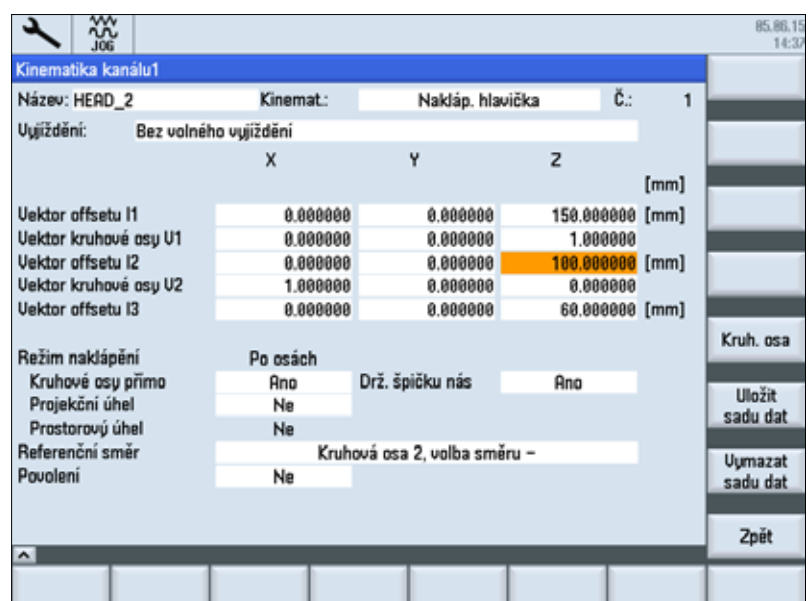 JOG
85.06.15
14:37
Kinematika kanálu1
Název: HEAD_2 Kinemat.: Nakláp. hlavička Č.: 1
Vyjíždění: Bez volného vyjíždění
X Y Z
[mm]
Vektor offsetu I1 0.000000 0.000000 150.000000 [mm]
Vektor kruhové osy V1 0.000000 0.000000 1.000000
Vektor offsetu I2 0.000000 0.000000 100.000000 [mm]
Vektor kruhové osy V2 1.000000 0.000000 0.000000
Vektor offsetu I3 0.000000 0.000000 60.000000 [mm]
Kruh. osa
Režim naklápění Po osách
Kruhové osy přímo Ano Drž. špičku nás Ano
Projekční úhel Ne
Uložit
sadu dat
Prostorový úhel Ne
Referenční směr Kruhová osa 2, volba směru –
Povolení Ne
Vymazat
sadu dat
Zpět